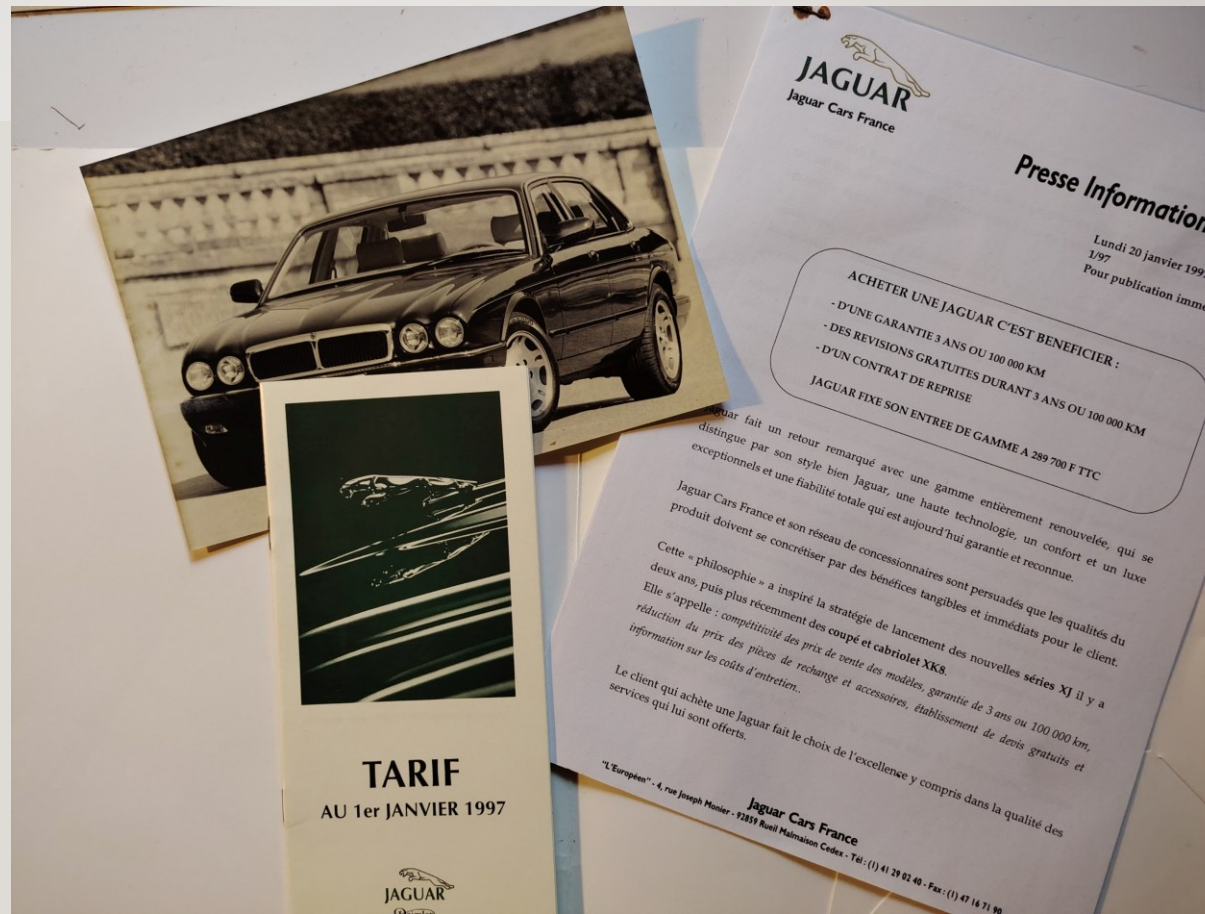 JAGUAR
Jaguar Cars France
Presse Information
Lundi 20 janvier
1/97
Pour publication
ACHETER UNE JAGUAR C'EST BENEFICIER :
- D'UNE GARANTIE 3 ANS OU 100 000 KM
- DES REVISIONS GRATUITES DURANT 3 ANS OU 100 000 KM
- D'UN CONTRAT DE REPRISE
JAGUAR FIXE SON ENTREE DE GAMME A 289 700 F TTC
Jaguar fait un retour remarqué avec une gamme entièrement renouvelée, qui se
distingue par son style bien Jaguar, une haute technologie, un confort et un luxe
exceptionnels et une fiabilité totale qui est aujourd'hui garantie et reconnue.
Jaguar Cars France et son réseau de concessionnaires sont persuadés que les qualités du
produit doivent se concrétiser par des bénéfices tangibles et immédiats pour le client.
Cette « philosophie » a inspiré la stratégie de lancement des nouvelles séries XJ il y a
deux ans, puis plus récemment des coupé et cabriolet XK8.
Elle s'appelle : compétitivité des prix de vente des modèles, garantie de 3 ans ou 100 000 km,
réduction du prix des pièces de rechange et accessoires, établissement de devis gratuits et
information sur les coûts d'entretien..
Le client qui achète une Jaguar fait le choix de l'excellence y compris dans la qualité des
services qui lui sont offerts.
Jaguar Cars France
"L'Européen" - 4, rue Joseph Monier - 92859 Rueil Malmaison Cedex - Tél : (1) 41 29 02 40 - Fax : (1) 47 16 71 90
TARIF
AU 1er JANVIER 1997
JAGUAR